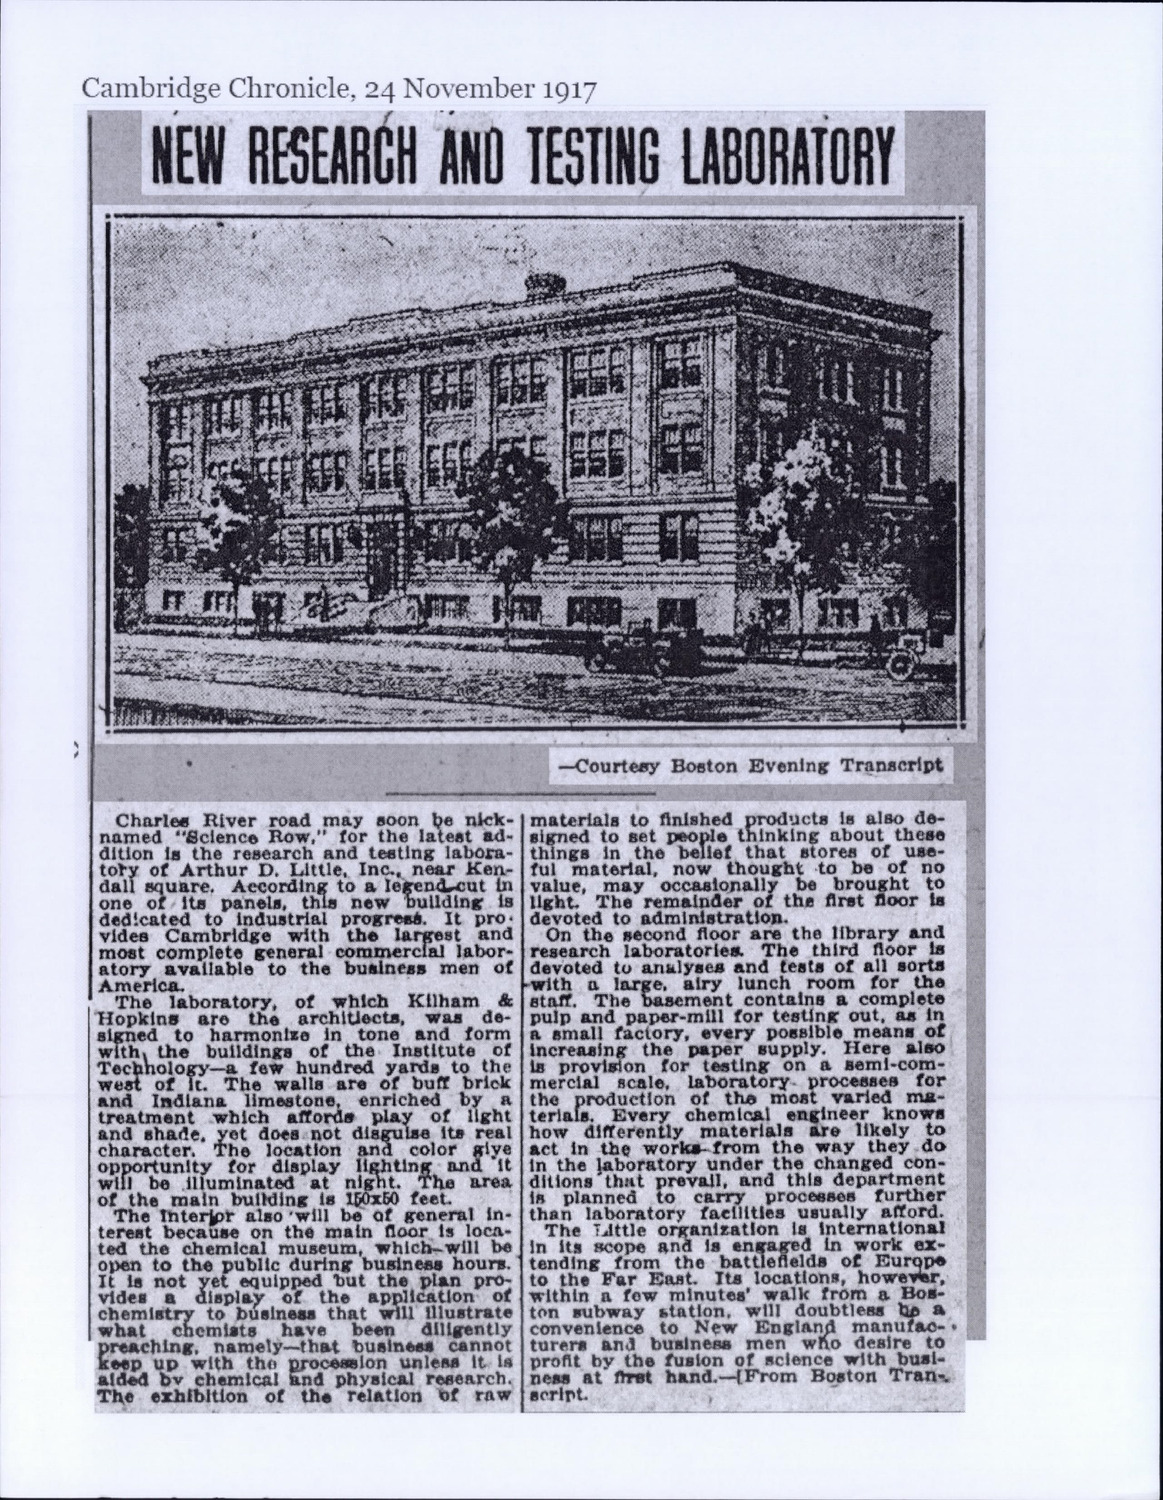 Cambridge Chronicle, 24 November 1917
NEW RESEARCH AND TESTING LABORATORY
—Courtesy Boston Evening Transcript
Charles River road may soon be nick-
named "Science Row," for the latest ad-
dition is the research and testing labora-
tory of Arthur D. Little, Inc., near Ken-
dall square. According to a legend cut in
one of its panels, this new building is
dedicated to industrial progress. It pro-
vides Cambridge with the largest and
most complete general commercial labor-
atory available to the business men of
America.
The laboratory, of which Kilham &
Hopkins are the architects, was de-
signed to harmonize in tone and form
with the buildings of the Institute of
Technology—a few hundred yards to the
west of it. The walls are of buff brick
and Indiana limestone, enriched by a
treatment which affords play of light
and shade, yet does not disguise its real
character. The location and color give
opportunity for display lighting and it
will be illuminated at night. The area
of the main building is 150x50 feet.
The interior also will be of general in-
terest because on the main floor is loca-
ted the chemical museum, which will be
open to the public during business hours.
It is not yet equipped but the plan pro-
vides a display of the application of
chemistry to business that will illustrate
what chemists have been diligently
preaching, namely—that business cannot
keep up with the procession unless it is
aided by chemical and physical research.
The exhibition of the relation of raw
materials to finished products is also de-
signed to set people thinking about these
things in the belief that stores of use-
ful material, now thought to be of no
value, may occasionally be brought to
light. The remainder of the first floor is
devoted to administration.
On the second floor are the library and
research laboratories. The third floor is
devoted to analyses and tests of all sorts
with a large, airy lunch room for the
staff. The basement contains a complete
pulp and paper-mill for testing out, as in
a small factory, every possible means of
increasing the paper supply. Here also
is provision for testing on a semi-com-
mercial scale, laboratory processes for
the production of the most varied ma-
terials. Every chemical engineer knows
how differently materials are likely to
act in the works from the way they do
in the laboratory under the changed con-
ditions that prevail, and this department
is planned to carry processes further
than laboratory facilities usually afford.
The Little organization is international
in its scope and is engaged in work ex-
tending from the battlefields of Europe
to the Far East. Its locations, however,
within a few minutes' walk from a Bos-
ton subway station, will doubtless be a
convenience to New England manufac-
turers and business men who desire to
profit by the fusion of science with busi-
ness at first hand.—[From Boston Tran-
script.